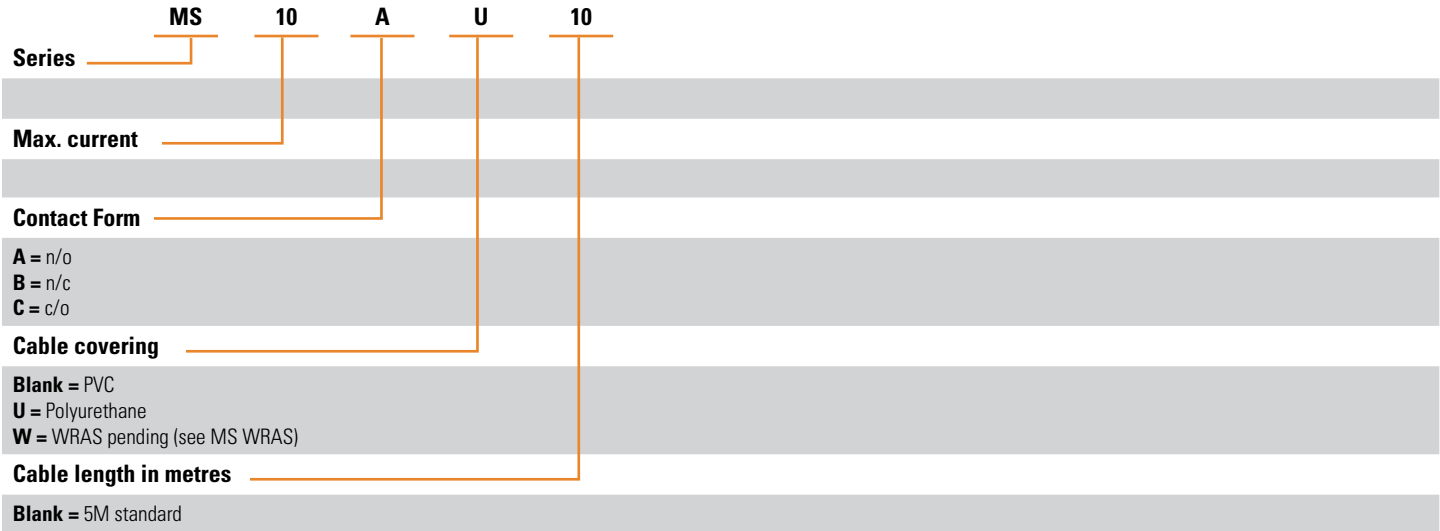 MS 10 A U 10
Series
Max. current
Contact Form
A = n/o
B = n/c
C = c/o
Cable covering
Blank = PVC
U = Polyurethane
W = WRAS pending (see MS WRAS)
Cable length in metres
Blank = 5M standard